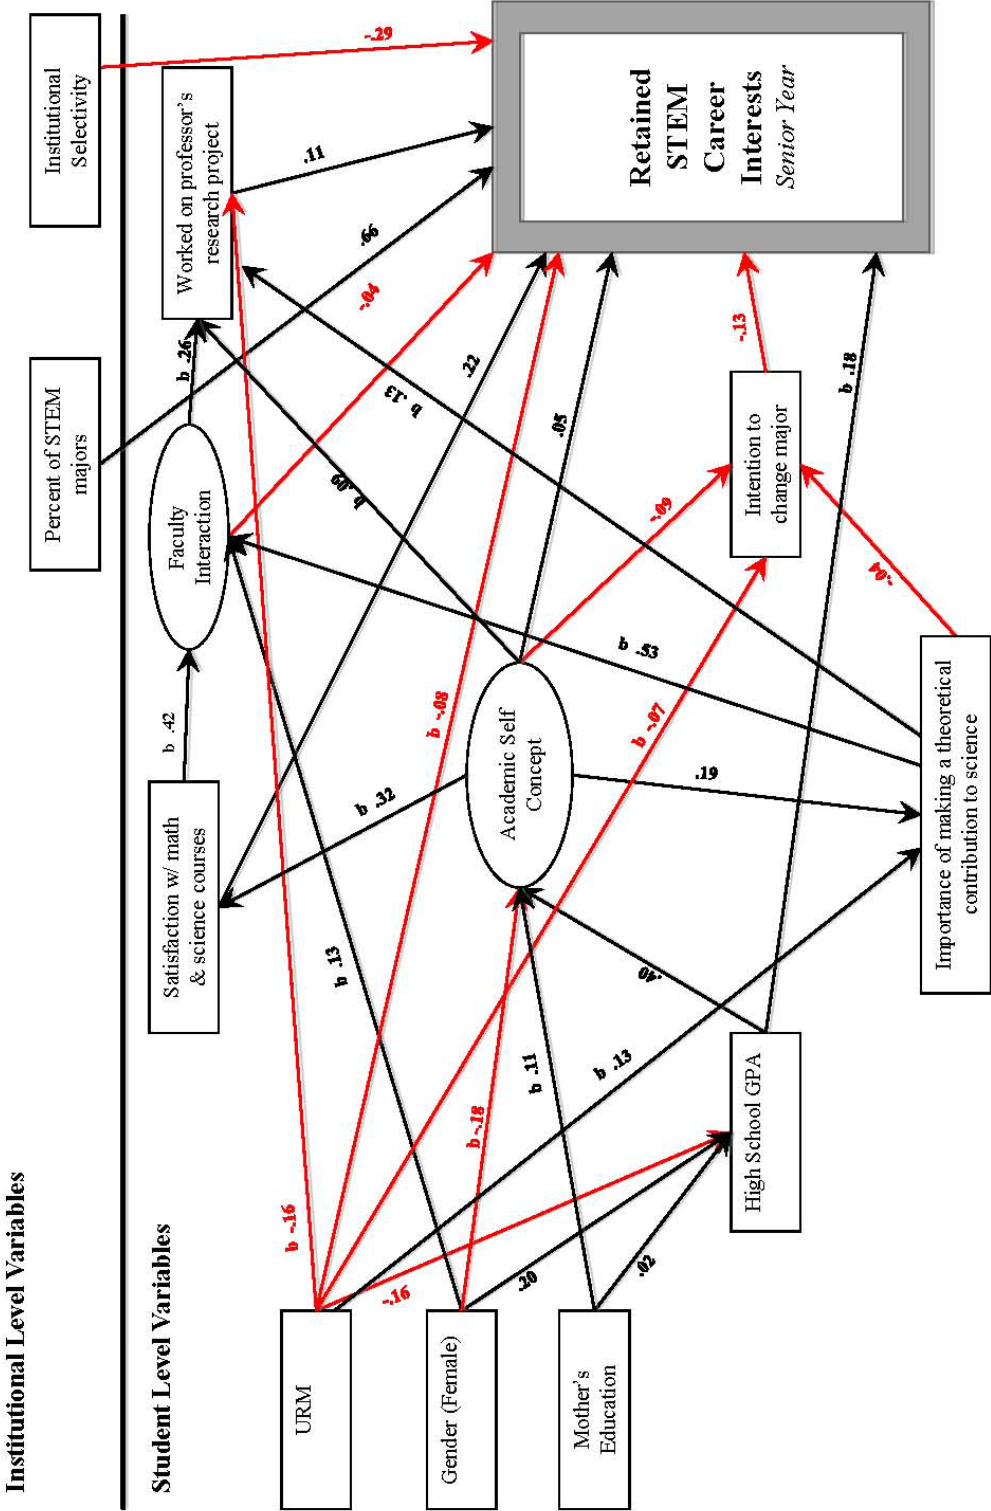 Institutional Level Variables
Percent of STEM
majors
Institutional
Selectivity
Student Level Variables
Satisfaction w/ math
& science courses
b .42
Faculty
Interaction
b .26
Worked on professor's
research project
-.29
.11
.66
-.04
.22
b .13
b .09
.05
b .32
b .13
b -.16
URM
b -.08
Academic Self
Concept
b -.07
-.09
b .53
.19
Retained
STEM
Career
Interests
Senior Year
-.13
b .18
Intention to
change major
-.04
Gender (Female)
b -.18
-.16
.20
b .11
.40
b .13
Mother's
Education
.02
High School GPA
Importance of making a theoretical
contribution to science